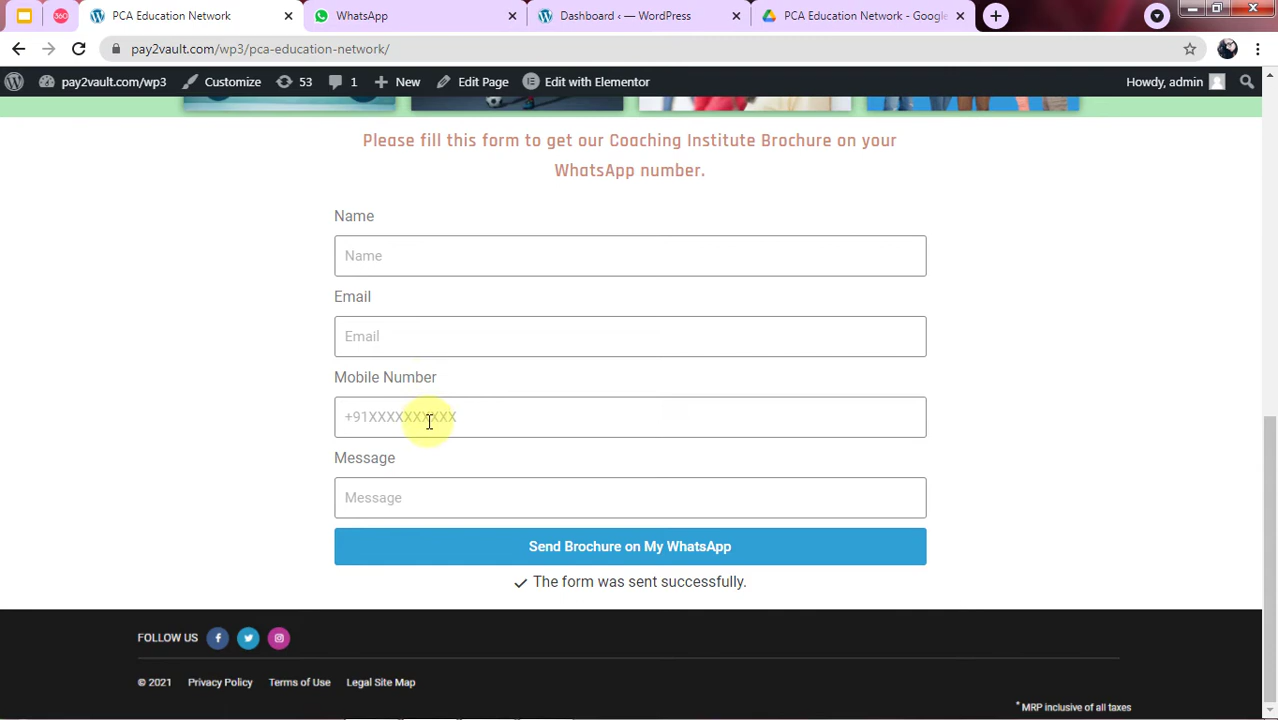 PCA Education Network
WhatsApp
Dashboard ‹ — WordPress
PCA Education Network - Google
pay2vault.com/wp3/pca-education-network/
pay2vault.com/wp3
Customize
53
1
New
Edit Page
Edit with Elementor
Howdy, admin
Please fill this form to get our Coaching Institute Brochure on your
WhatsApp number.
Name
Name
Email
Email
Mobile Number
+91XXXXXXXXXX
Message
Message
Send Brochure on My WhatsApp
The form was sent successfully.
FOLLOW US
© 2021 Privacy Policy Terms of Use Legal Site Map
* MRP inclusive of all taxes